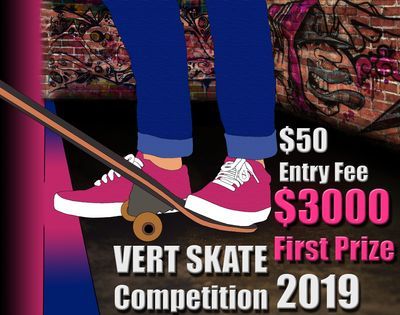 $50
Entry Fee
$3000
First Prize
VERT SKATE
Competition 2019